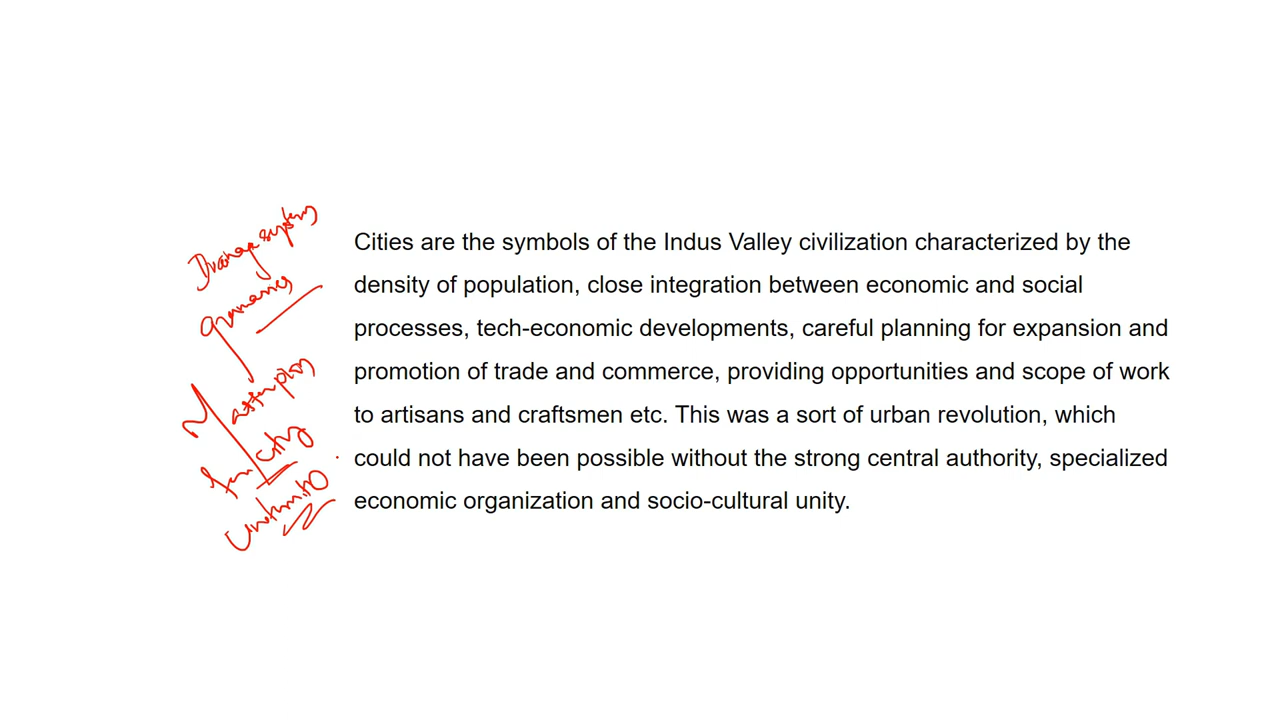 Drainage system
granaries
Master plan
for city
Cities are the symbols of the Indus Valley civilization characterized by the
density of population, close integration between economic and social
processes, tech-economic developments, careful planning for expansion and
promotion of trade and commerce, providing opportunities and scope of work
to artisans and craftsmen etc. This was a sort of urban revolution, which
could not have been possible without the strong central authority, specialized
economic organization and socio-cultural unity.